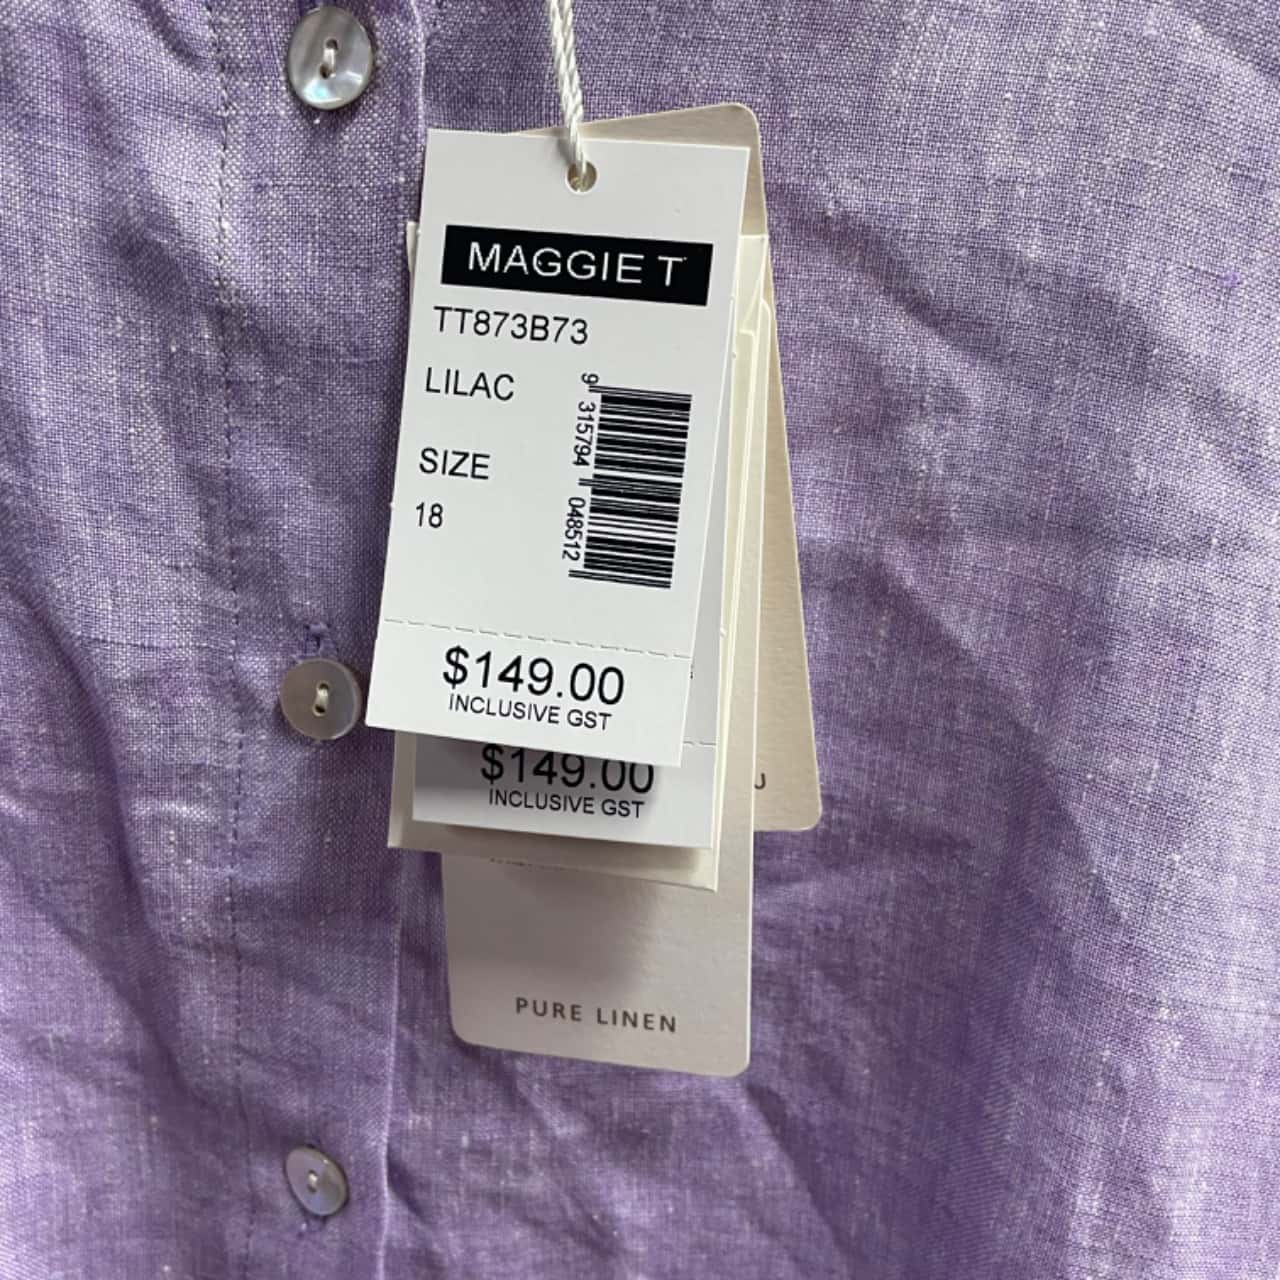 MAGGIE T
TT873B73
LILAC
SIZE
18
9 315794 048512
$149.00
INCLUSIVE GST
$149.00
INCLUSIVE GST
PURE LINEN